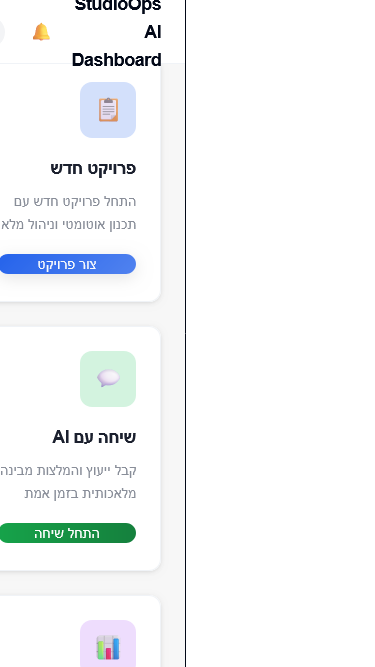 StudioOps
AI
Dashboard
פרויקט חדש
התחל פרויקט חדש עם
תכנון אוטומטי וניהול מלא
צור פרויקט
שיחה עם AI
קבל ייעוץ והמלצות מבינה
מלאכותית בזמן אמת
התחל שיחה